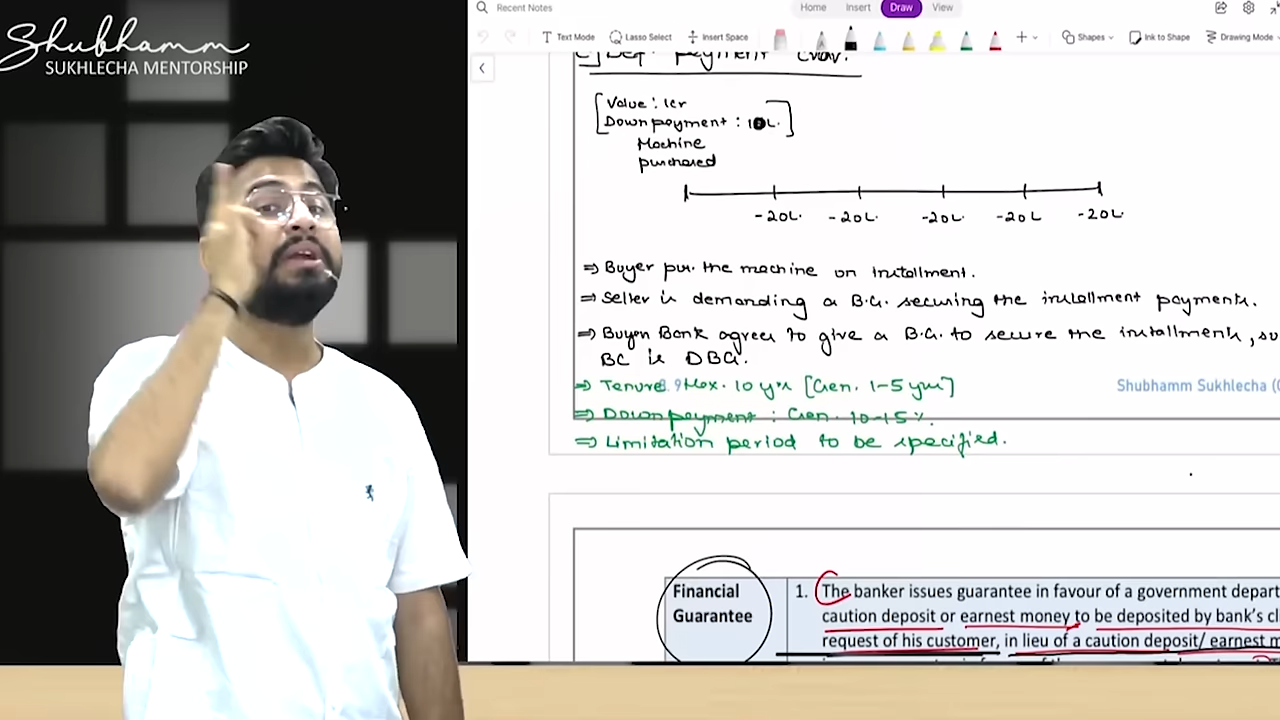 Shubhamm
SUKHLECHA MENTORSHIP
Recent Notes
Home Insert Draw View
Text Mode Lasso Select Insert Space Shapes Ink to Shape Drawing Mode
payment
[Value : 1cr
Down payment : L.]
Machine
purchased
-20L. -20L. -20L. -20L -20L.
⇒ Buyer pur. the machine on Installment.
⇒ Seller is demanding a B.G. securing the installment payments.
⇒ Buyer Bank agrees to give a B.G. to secure the installments, su
BG is DBG.
⇒ Tenure 8.9 Max. 10 yrs [Gen. 1-5 yrs]
Shubhamm Sukhlecha (
⇒ Down payment : Gen. 10-15%.
⇒ Limitation period to be specified.
Financial
Guarantee
1. The banker issues guarantee in favour of a government depart
caution deposit or earnest money to be deposited by bank's cl
request of his customer, in lieu of a caution deposit/ earnest m